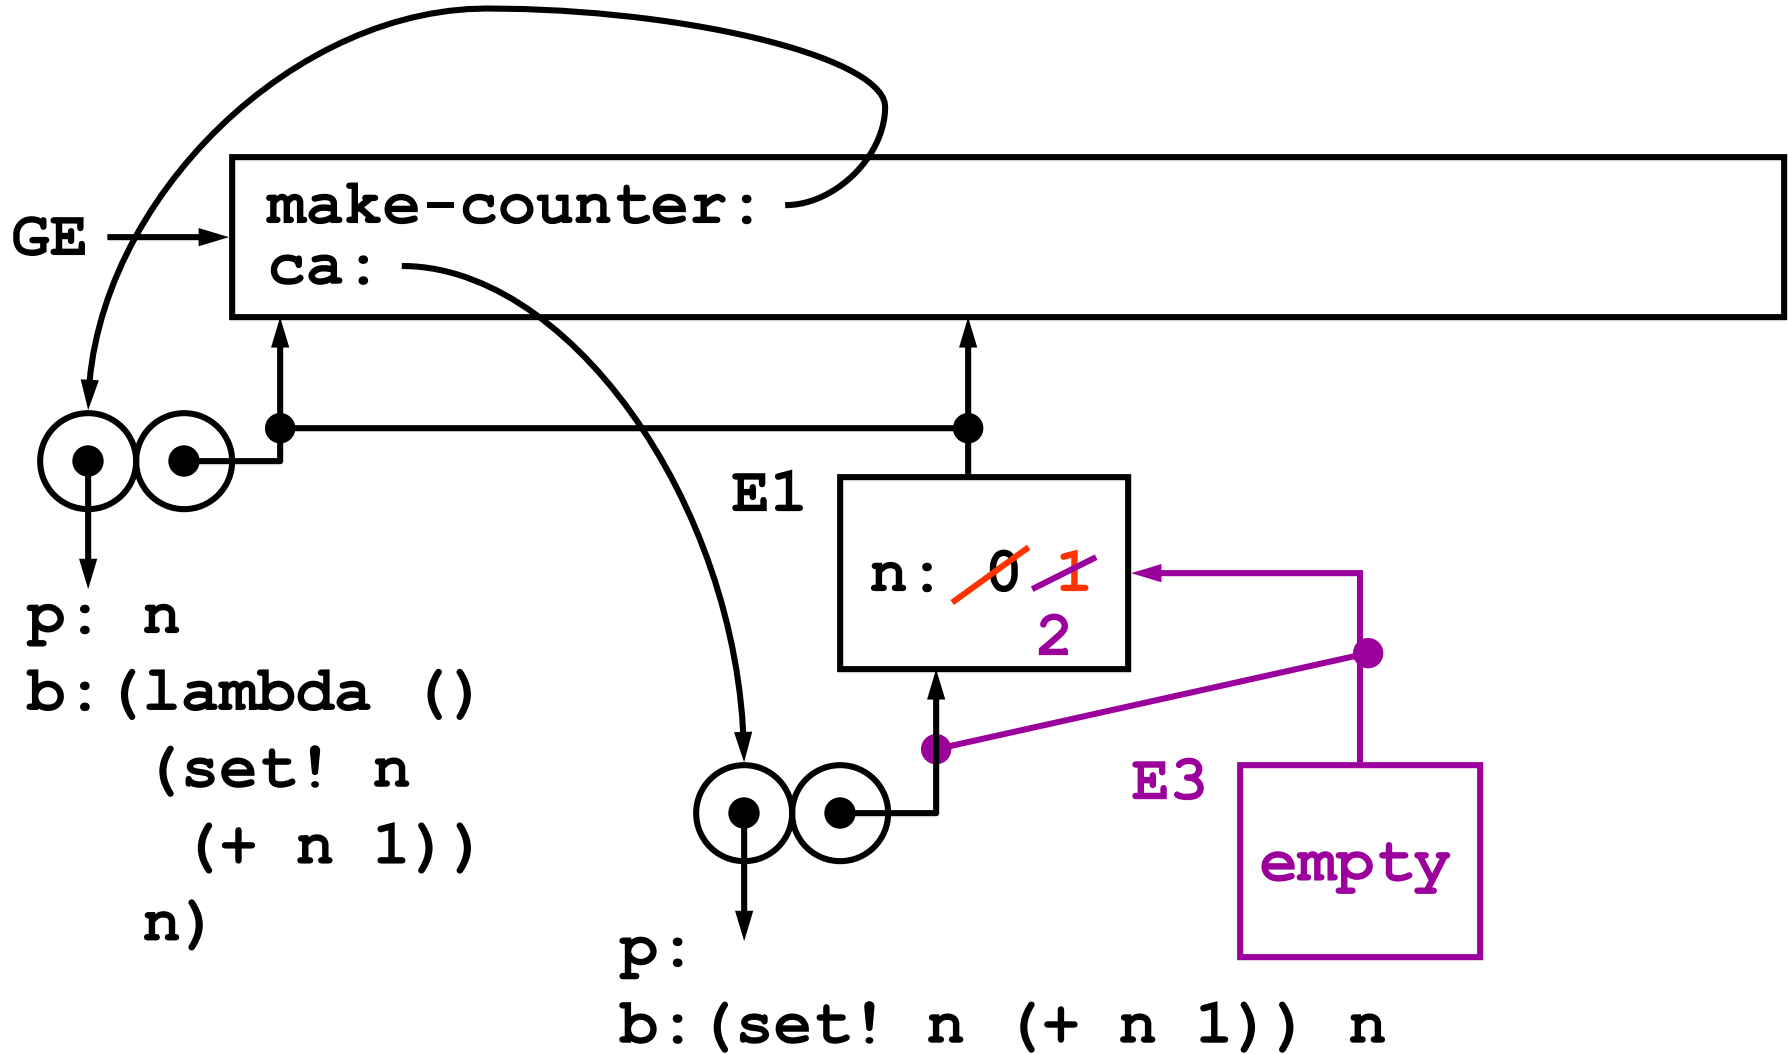 make-counter:
GE
ca:
E1
n: 0 1
2
p: n
b:(lambda ()
(set! n
(+ n 1))
n)
E3
empty
p:
b:(set! n (+ n 1)) n